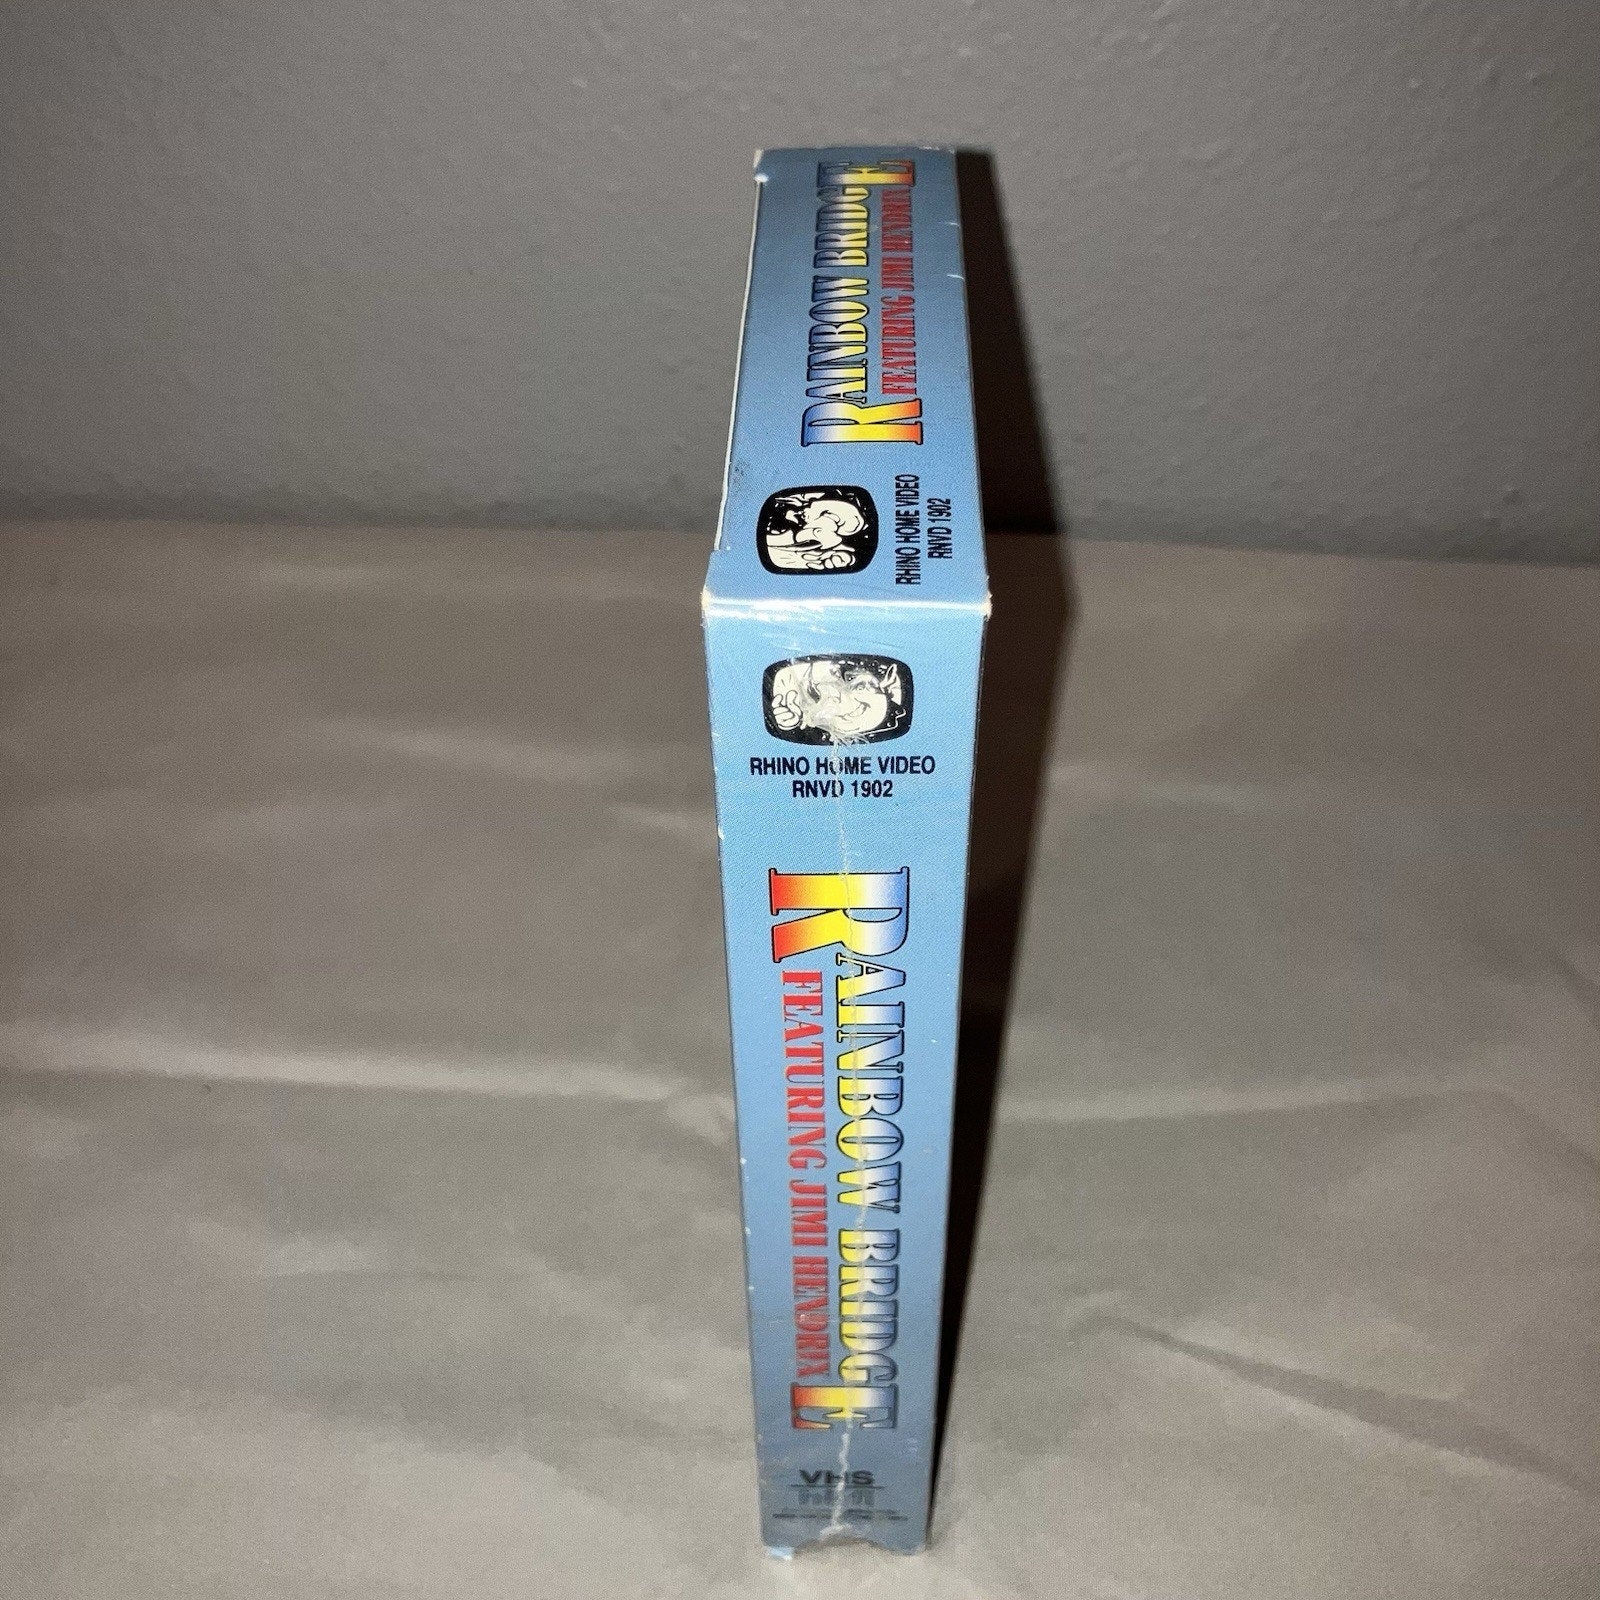 RAINBOW BRIDGE
FEATURING JIMI HENDRIX
RHINO HOME VIDEO
RNVD 1902
RHINO HOME VIDEO
RNVD 1902
RAINBOW BRIDGE
FEATURING JIMI HENDRIX
VHS